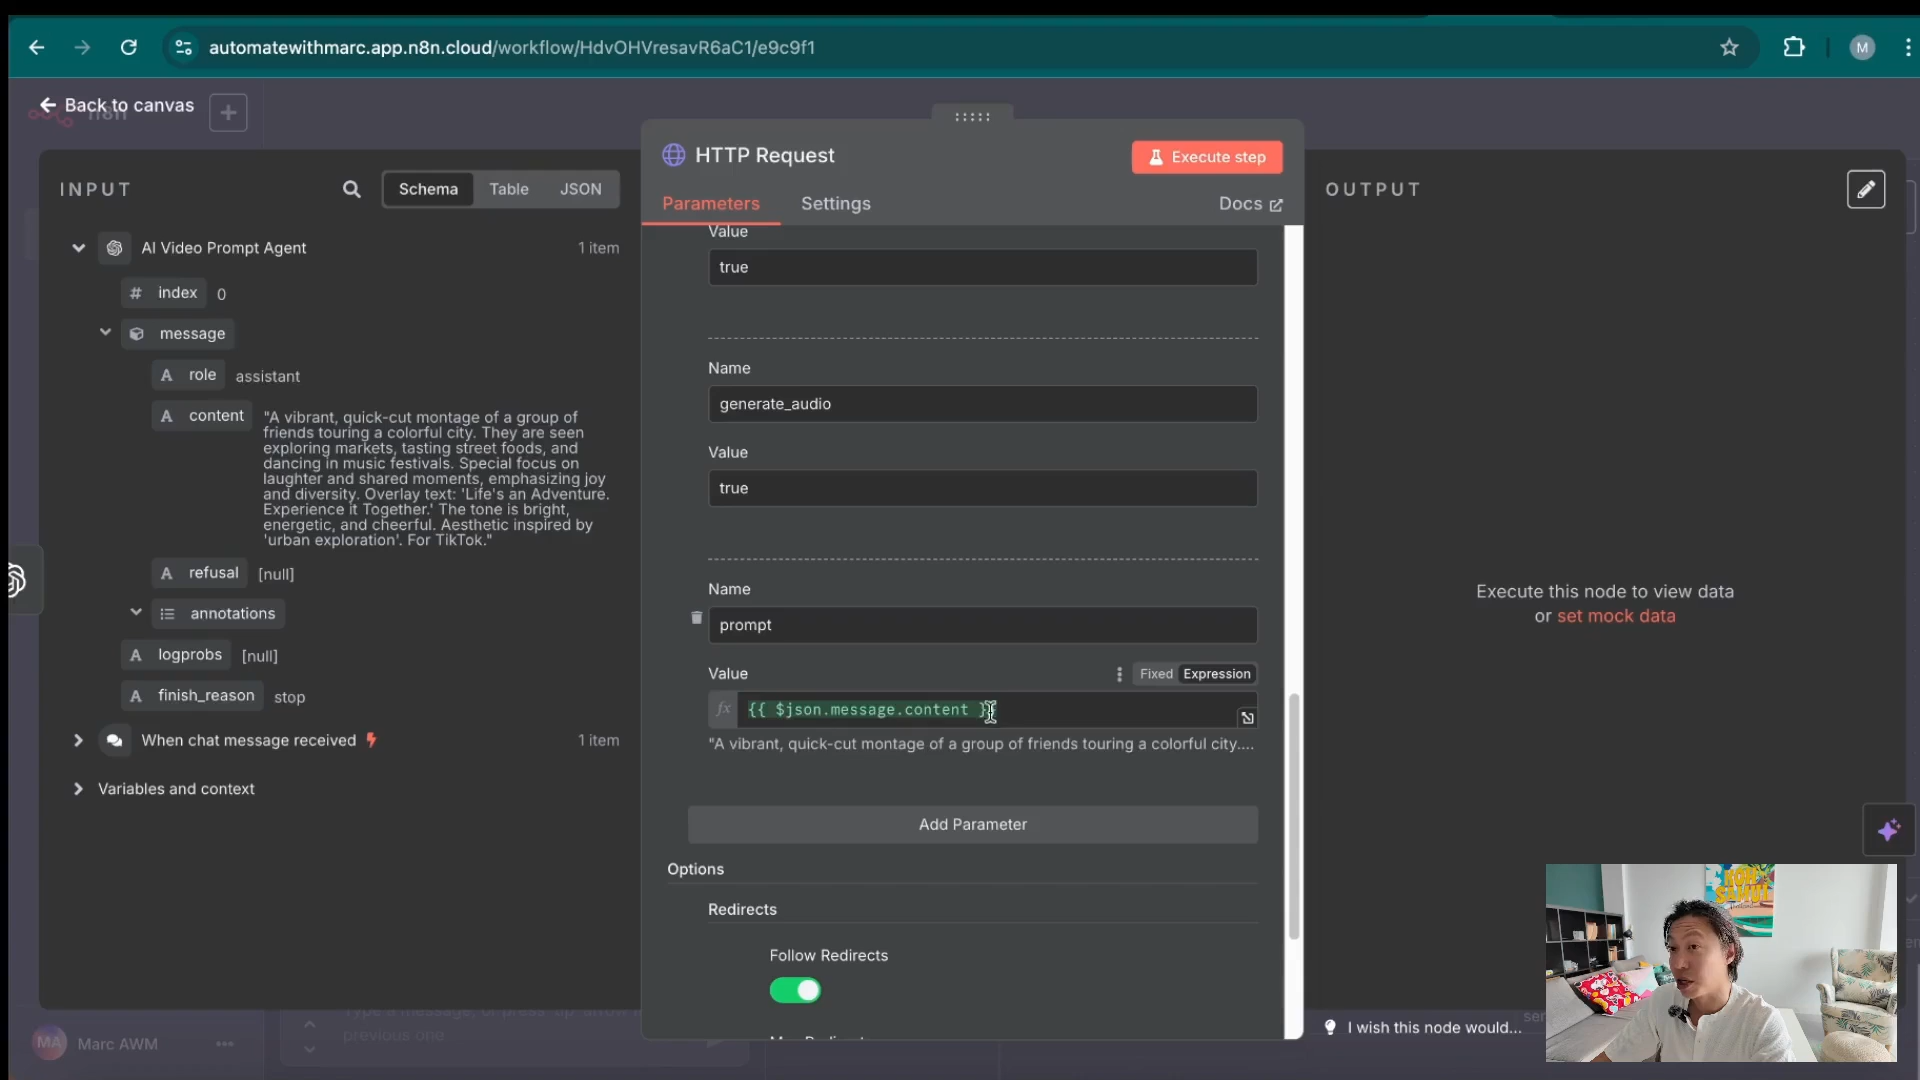 automatewithmarc.app.n8n.cloud/workflow/HdvOHVresavR6aC1/e9c9f1
M
Back to canvas
n8n
HTTP Request
Execute step
INPUT
Schema
Table
JSON
Parameters
Settings
Docs
OUTPUT
AI Video Prompt Agent
1 item
# index
0
message
A role
assistant
A content
"A vibrant, quick-cut montage of a group of
friends touring a colorful city. They are seen
exploring markets, tasting street foods, and
dancing in music festivals. Special focus on
laughter and shared moments, emphasizing joy
and diversity. Overlay text: 'Life's an Adventure.
Experience it Together.' The tone is bright,
energetic, and cheerful. Aesthetic inspired by
'urban exploration'. For TikTok."
A refusal
[null]
annotations
A logprobs
[null]
A finish_reason
stop
When chat message received
1 item
Variables and context
Value
true
Name
generate_audio
Value
true
Name
prompt
Value
Fixed
Expression
fx
{{ $json.message.content }}
"A vibrant, quick-cut montage of a group of friends touring a colorful city....
Add Parameter
Options
Redirects
Follow Redirects
Execute this node to view data
or set mock data
I wish this node would...
KOH
SAMUI
MA
Marc AWM
previous one